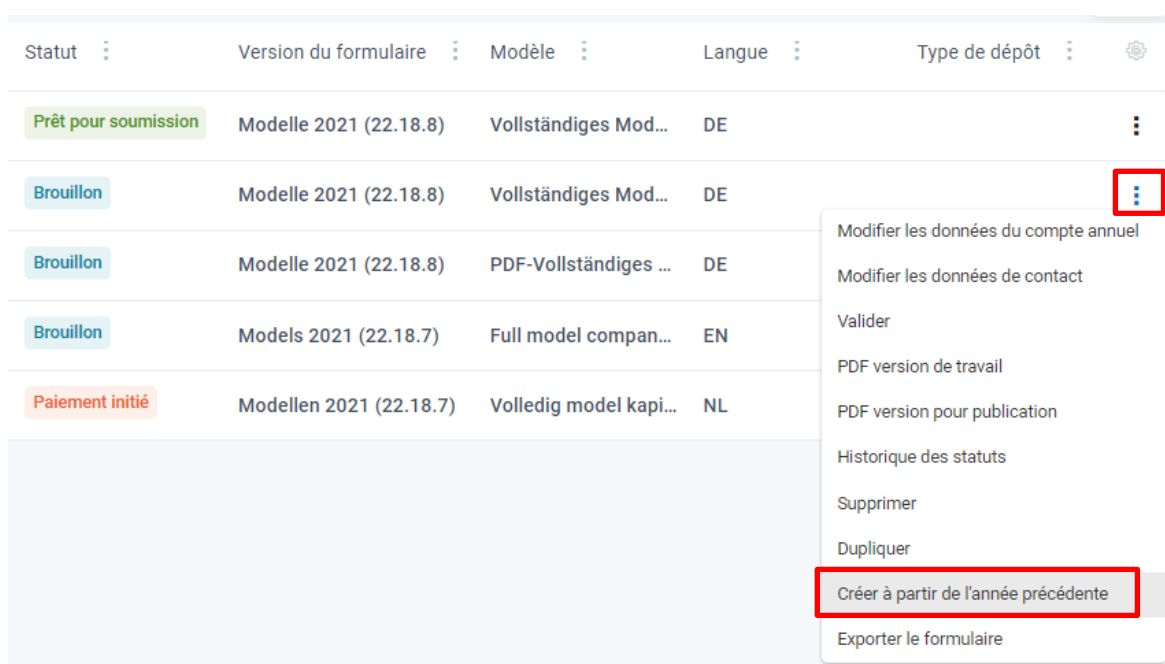 Statut Version du formulaire Modèle Langue Type de dépôt
Prêt pour soumission Modelle 2021 (22.18.8) Vollständiges Mod... DE
Brouillon Modelle 2021 (22.18.8) Vollständiges Mod... DE
Modifier les données du compte annuel
Brouillon Modelle 2021 (22.18.8) PDF-Vollständiges ... DE
Modifier les données de contact
Valider
Brouillon Models 2021 (22.18.7) Full model compan... EN
PDF version de travail
Paiement initié Modellen 2021 (22.18.7) Volledig model kapi... NL
PDF version pour publication
Historique des statuts
Supprimer
Dupliquer
Créer à partir de l'année précédente
Exporter le formulaire